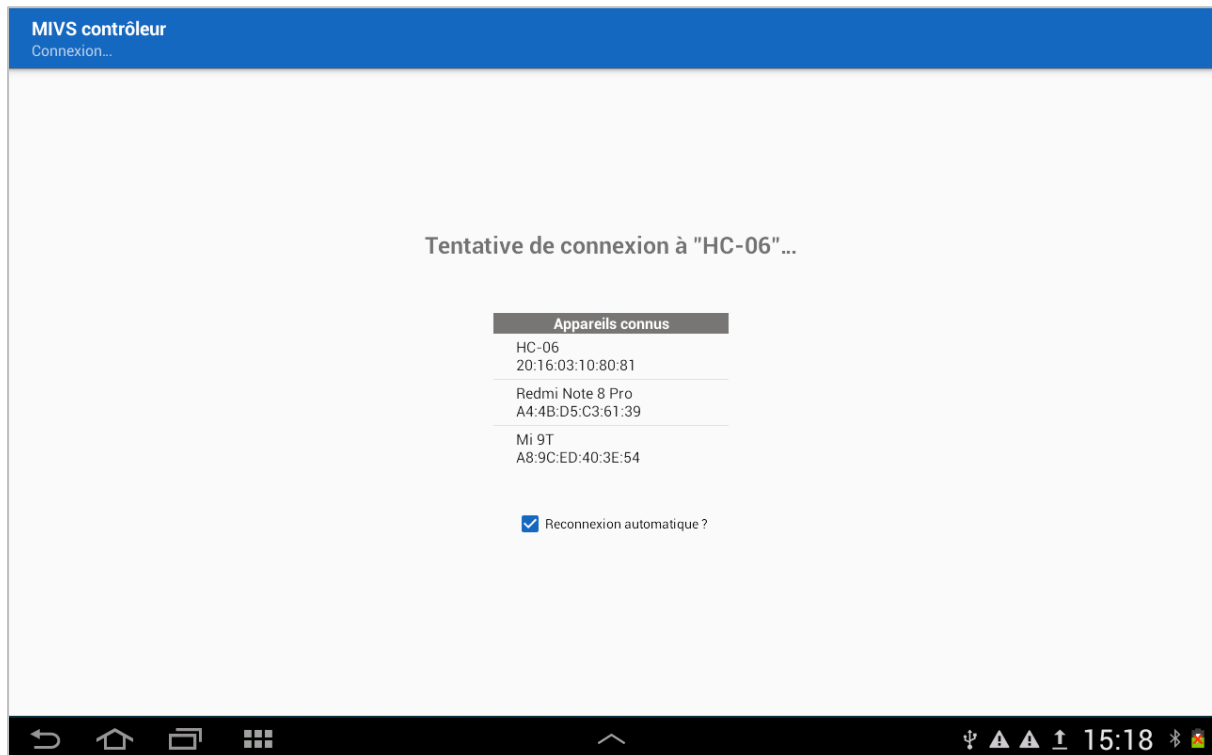 MIVS contrôleur
Connexion...
Tentative de connexion à "HC-06"...
Appareils connus
HC-06
20:16:03:10:80:81
Redmi Note 8 Pro
A4:4B:D5:C3:61:39
Mi 9T
A8:9C:ED:40:3E:54
Reconnexion automatique ?
15:18